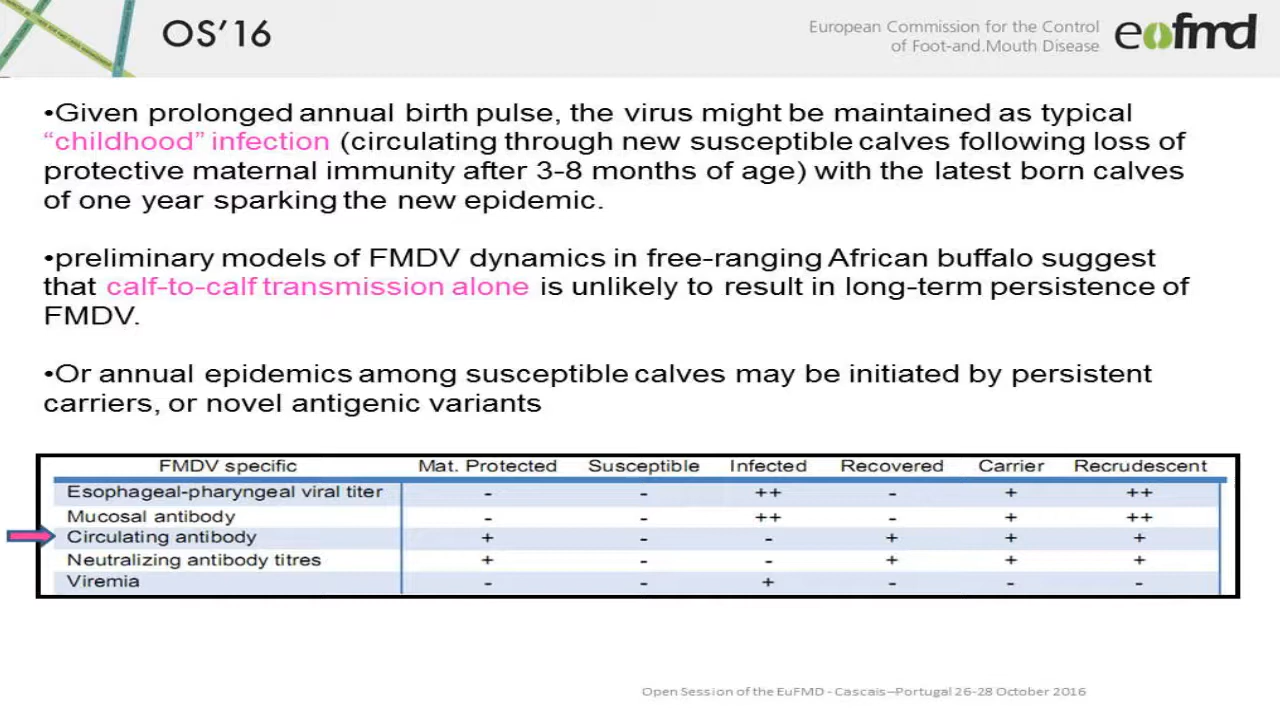 OS'16
European Commission for the Control
of Foot-and.Mouth Disease
eofmd
•Given prolonged annual birth pulse, the virus might be maintained as typical
“childhood” infection (circulating through new susceptible calves following loss of
protective maternal immunity after 3-8 months of age) with the latest born calves
of one year sparking the new epidemic.
•preliminary models of FMDV dynamics in free-ranging African buffalo suggest
that calf-to-calf transmission alone is unlikely to result in long-term persistence of
FMDV.
•Or annual epidemics among susceptible calves may be initiated by persistent
carriers, or novel antigenic variants
FMDV specific Mat. Protected Susceptible Infected Recovered Carrier Recrudescent
Esophageal-pharyngeal viral titer - - ++ - + ++
Mucosal antibody - - ++ - + ++
Circulating antibody + - - + + +
Neutralizing antibody titres + - - + + +
Viremia - - + - - -
Open Session of the EuFMD - Cascais–Portugal 26-28 October 2016